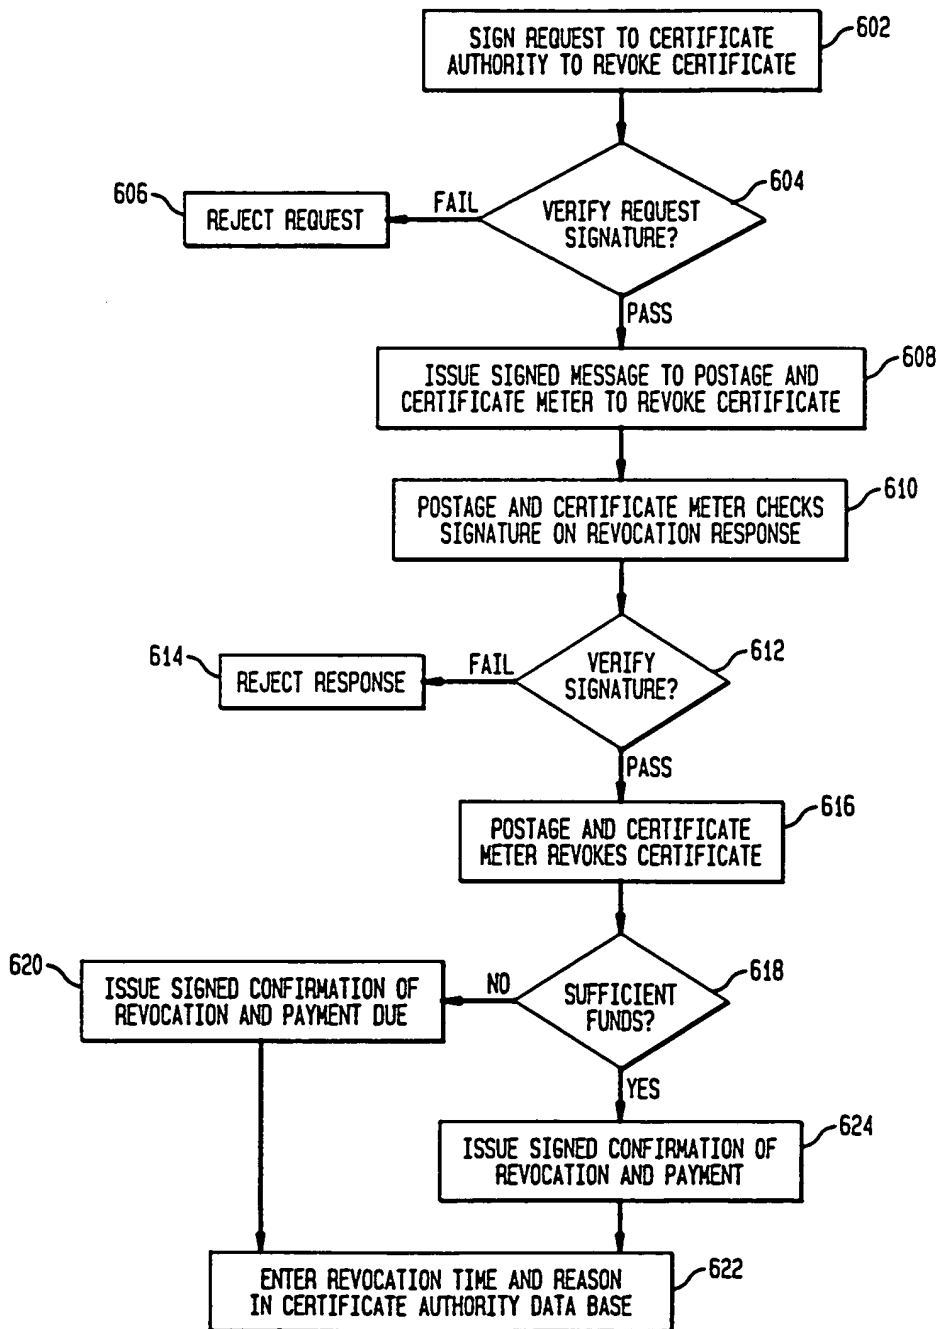 SIGN REQUEST TO CERTIFICATE
AUTHORITY TO REVOKE CERTIFICATE
602
VERIFY REQUEST
SIGNATURE?
604
FAIL
606
REJECT REQUEST
PASS
ISSUE SIGNED MESSAGE TO POSTAGE AND
CERTIFICATE METER TO REVOKE CERTIFICATE
608
POSTAGE AND CERTIFICATE METER CHECKS
SIGNATURE ON REVOCATION RESPONSE
610
VERIFY
SIGNATURE?
612
FAIL
614
REJECT RESPONSE
PASS
POSTAGE AND CERTIFICATE
METER REVOKES CERTIFICATE
616
SUFFICIENT
FUNDS?
618
NO
620
ISSUE SIGNED CONFIRMATION OF
REVOCATION AND PAYMENT DUE
YES
ISSUE SIGNED CONFIRMATION OF
REVOCATION AND PAYMENT
624
ENTER REVOCATION TIME AND REASON
IN CERTIFICATE AUTHORITY DATA BASE
622